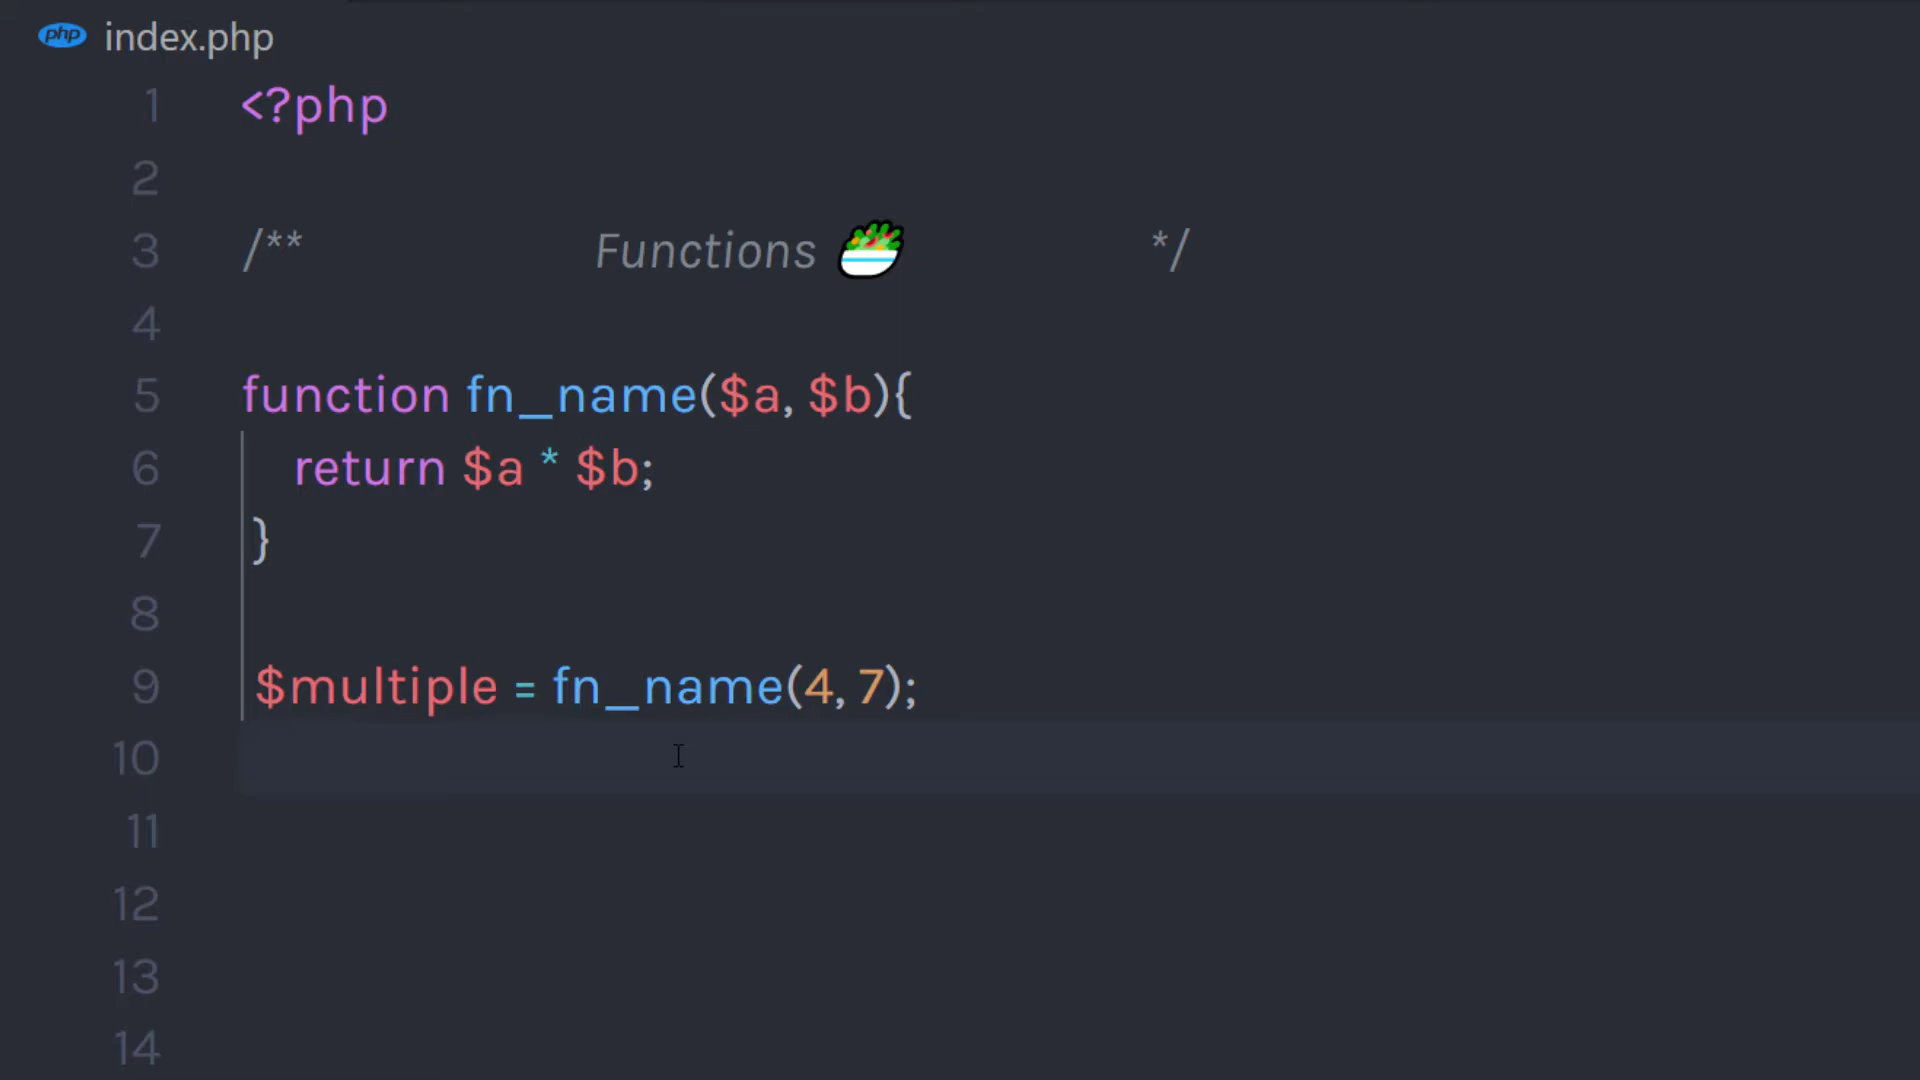 php index.php
1 <?php
2
3 /** Functions 🥗 */
4
5 function fn_name($a, $b){
6 return $a * $b;
7 }
8
9 $multiple = fn_name(4, 7);
10
11
12
13
14